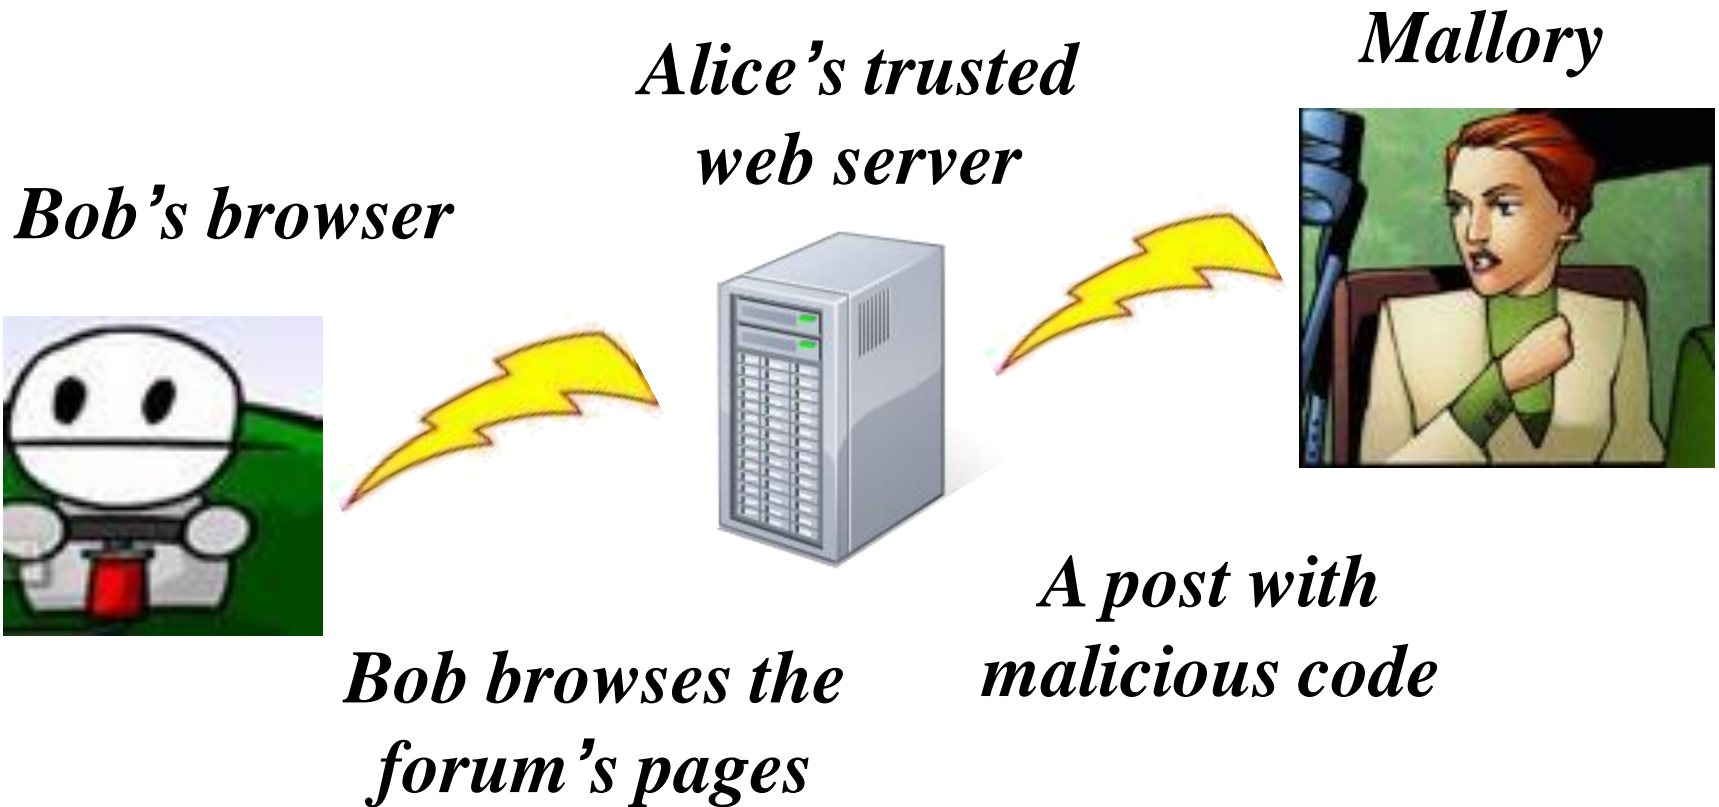 Mallory
Alice’s trusted
web server
Bob’s browser
A post with
malicious code
Bob browses the
forum’s pages